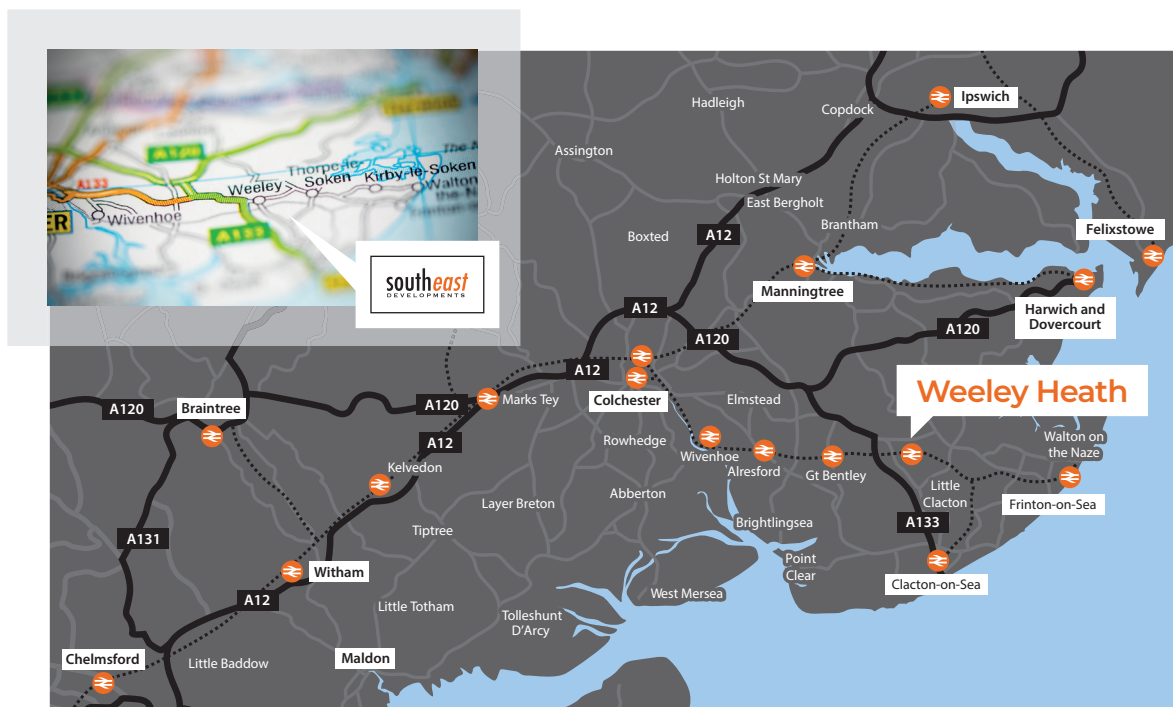 A120
A133
Thorpe-le-
Soken
Kirby-le-Soken
Weeley
Walton
Wivenhoe
ER
A133
southeast
DEVELOPMENTS
Ipswich
Hadleigh
Copdock
Assington
Holton St Mary
East Bergholt
Brantham
Boxted
A12
Felixstowe
Manningtree
Harwich and
Dovercourt
A12
A120
A120
A12
Weeley Heath
A120
Braintree
A120
Marks Tey
Colchester
Elmstead
A12
Rowhedge
Wivenhoe
Alresford
Gt Bentley
Walton on
the Naze
Kelvedon
Little
Clacton
Frinton-on-Sea
Layer Breton
Abberton
Brightlingsea
A133
Tiptree
A131
Point
Clear
Clacton-on-Sea
Witham
A12
West Mersea
Little Totham
Tolleshunt
D'Arcy
Chelmsford
Little Baddow
Maldon